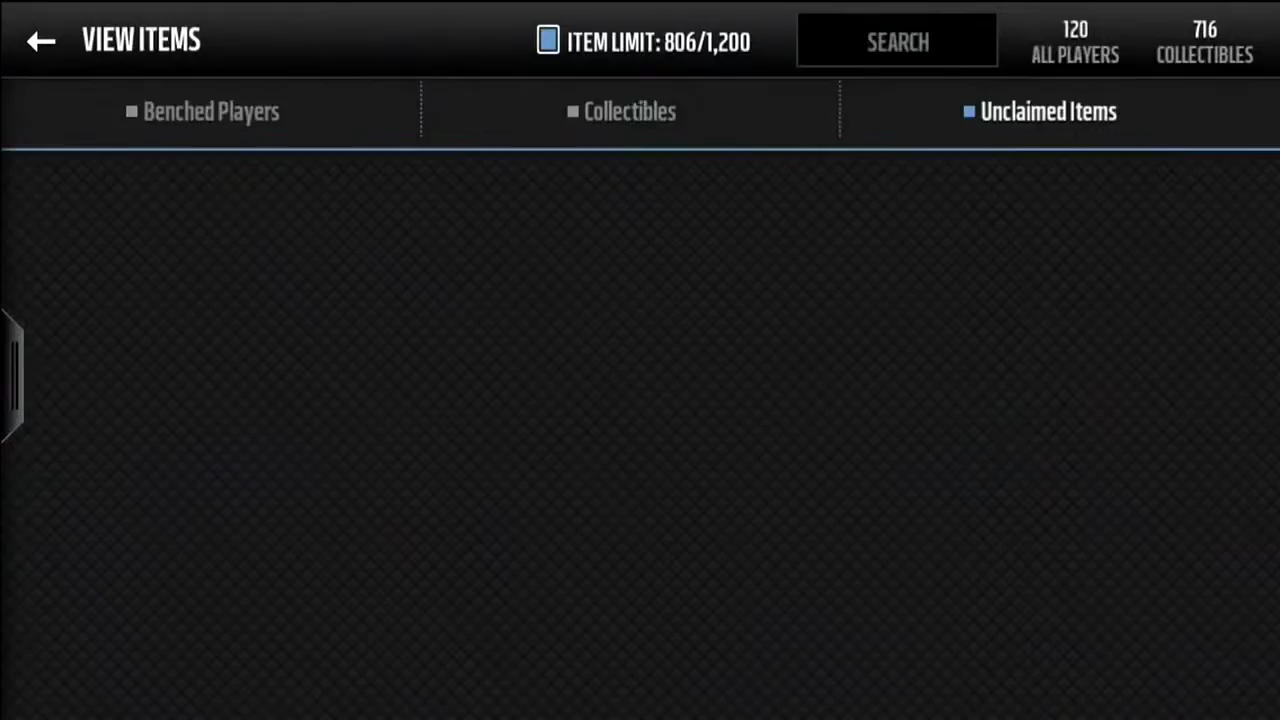 VIEW ITEMS
ITEM LIMIT: 806/1,200
SEARCH
120
ALL PLAYERS
716
COLLECTIBLES
Benched Players
Collectibles
Unclaimed Items